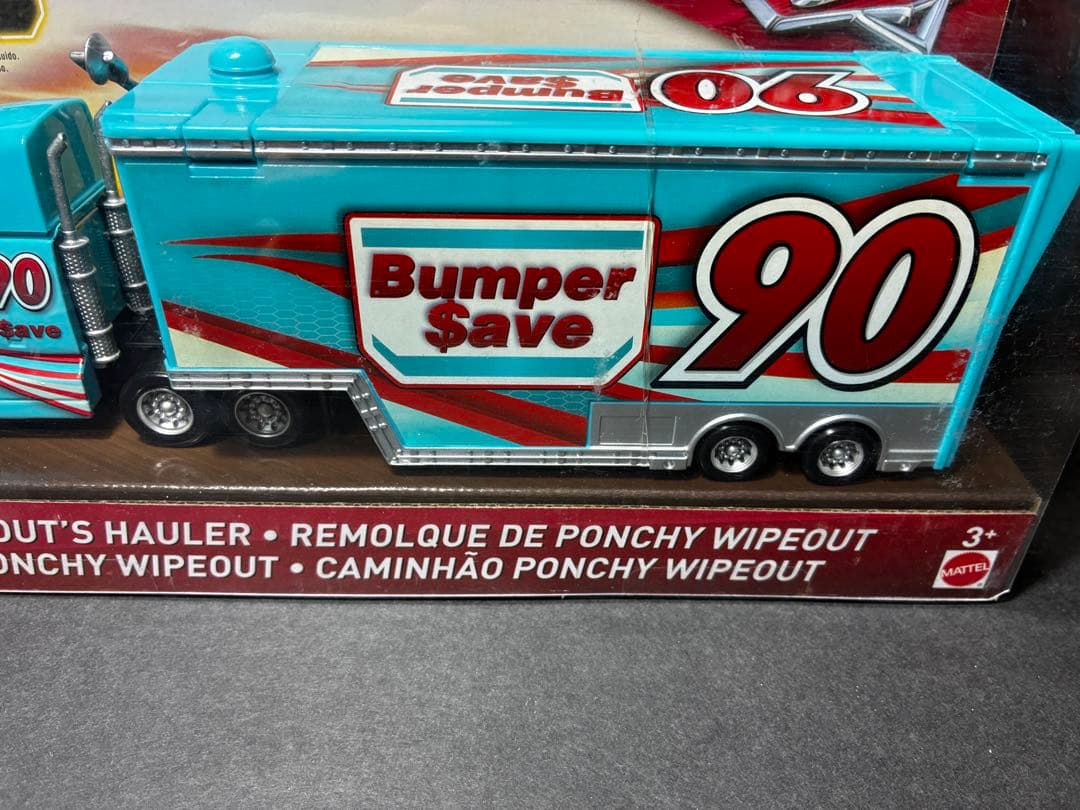 Bumper
$ave
90
Bumper
$ave
90
90
$ave
OUT'S HAULER • REMOLQUE DE PONCHY WIPEOUT
ONCHY WIPEOUT • CAMINHÃO PONCHY WIPEOUT
3+
MATTEL